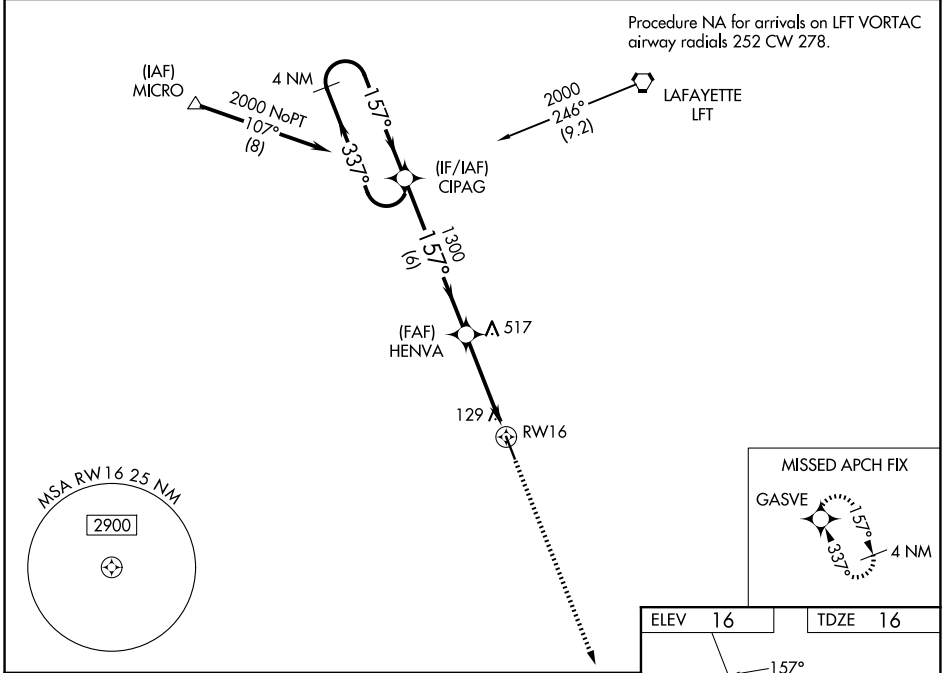 Procedure NA for arrivals on LFT VORTAC
airway radials 252 CW 278.
(IAF)
MICRO
2000 NoPT
107°
(8)
4 NM
157°
337°
2000
246°
(9.2)
LAFAYETTE
LFT
(IF/IAF)
CIPAG
1300
157°
(6)
(FAF)
HENVA
517
129
RW16
MSA RW16 25 NM
2900
MISSED APCH FIX
GASVE
157°
337°
4 NM
ELEV 16
TDZE 16
157°